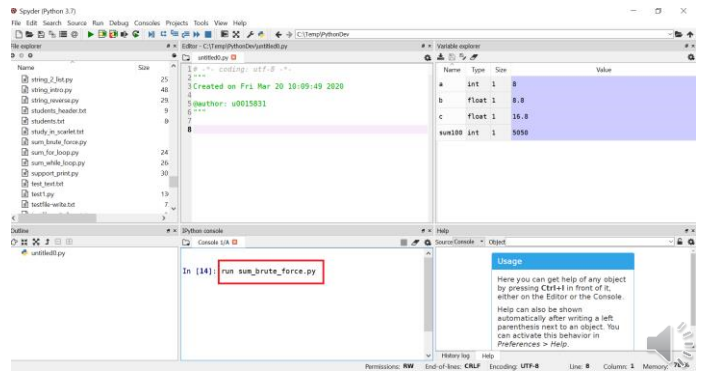 Spyder (Python 3.7)
File Edit Search Source Run Debug Consoles Projects Tools View Help
C:\Temp\PythonDev
File explorer
Name Size
string_2_list.py 25
string_intro.py 48
string_reverse.py 29
students_header.txt 9
students.txt 8
study_in_scarlet.txt
sum_brute_force.py
sum_for_loop.py 24
sum_while_loop.py 26
support_print.py 30
test_text.txt
test1.py 13
testfile-write.txt 7
Outline
untitled0.py
Editor - C:\Temp\PythonDev\untitled0.py
untitled0.py
1 # -*- coding: utf-8 -*-
2 """
3 Created on Fri Mar 20 10:09:49 2020
4
5 @author: u0015831
6 """
7
8
IPython console
Console 1/A
In [14]: run sum_brute_force.py
Variable explorer
Name Type Size Value
a int 1 8
b float 1 8.8
c float 1 16.8
sum100 int 1 5050
Help
Source Console Object
Usage
Here you can get help of any object
by pressing Ctrl+I in front of it,
either on the Editor or the Console.
Help can also be shown
automatically after writing a left
parenthesis next to an object. You
can activate this behavior in
Preferences > Help.
History log Help
Permissions: RW End-of-lines: CRLF Encoding: UTF-8 Line: 8 Column: 1 Memory: